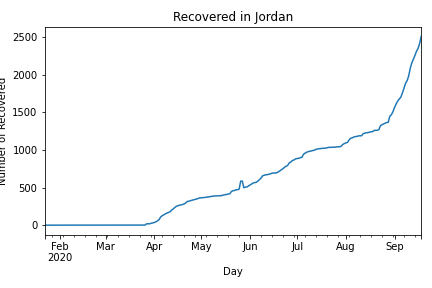 Recovered in Jordan
Number of Recovered
2500
2000
1500
1000
500
0
Feb Mar Apr May Jun Jul Aug Sep
2020
Day